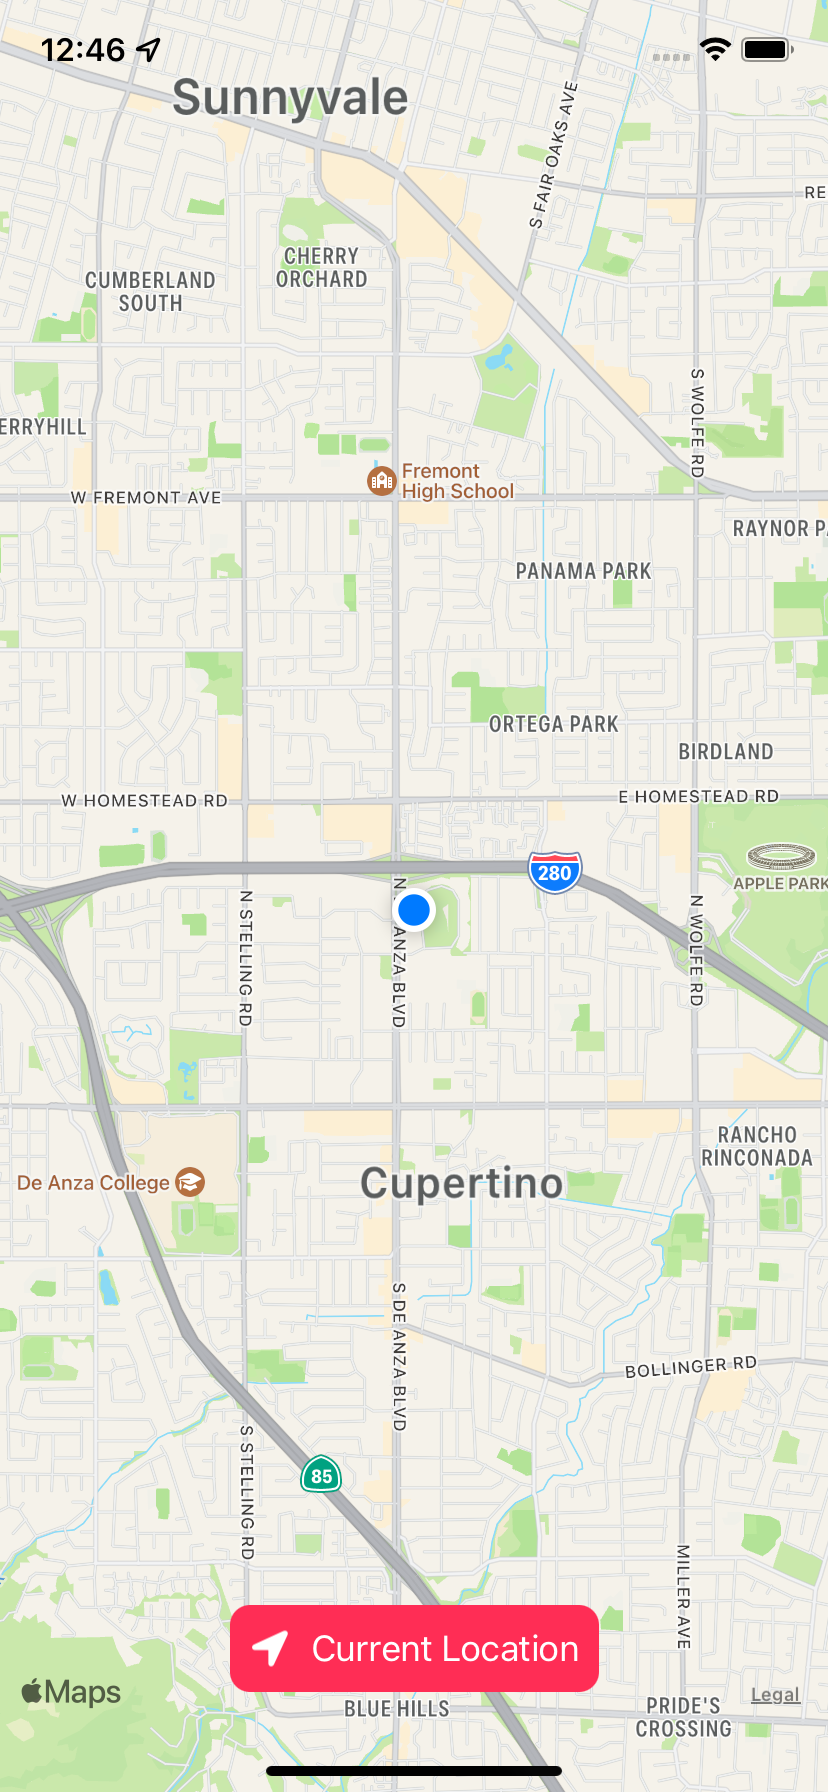 12:46
Sunnyvale
S FAIR OAKS AVE
RE
CHERRY
ORCHARD
CUMBERLAND
SOUTH
S WOLFE RD
ERRYHILL
Fremont
High School
W FREMONT AVE
RAYNOR PA
PANAMA PARK
ORTEGA PARK
BIRDLAND
E HOMESTEAD RD
W HOMESTEAD RD
280
APPLE PARK
N STELLING RD
N
ANZA BLVD
N WOLFE RD
RANCHO
RINCONADA
De Anza College
Cupertino
S DE ANZA BLVD
BOLLINGER RD
S STELLING RD
85
MILLER AVE
Current Location
Maps
Legal
BLUE HILLS
PRIDE'S
CROSSING